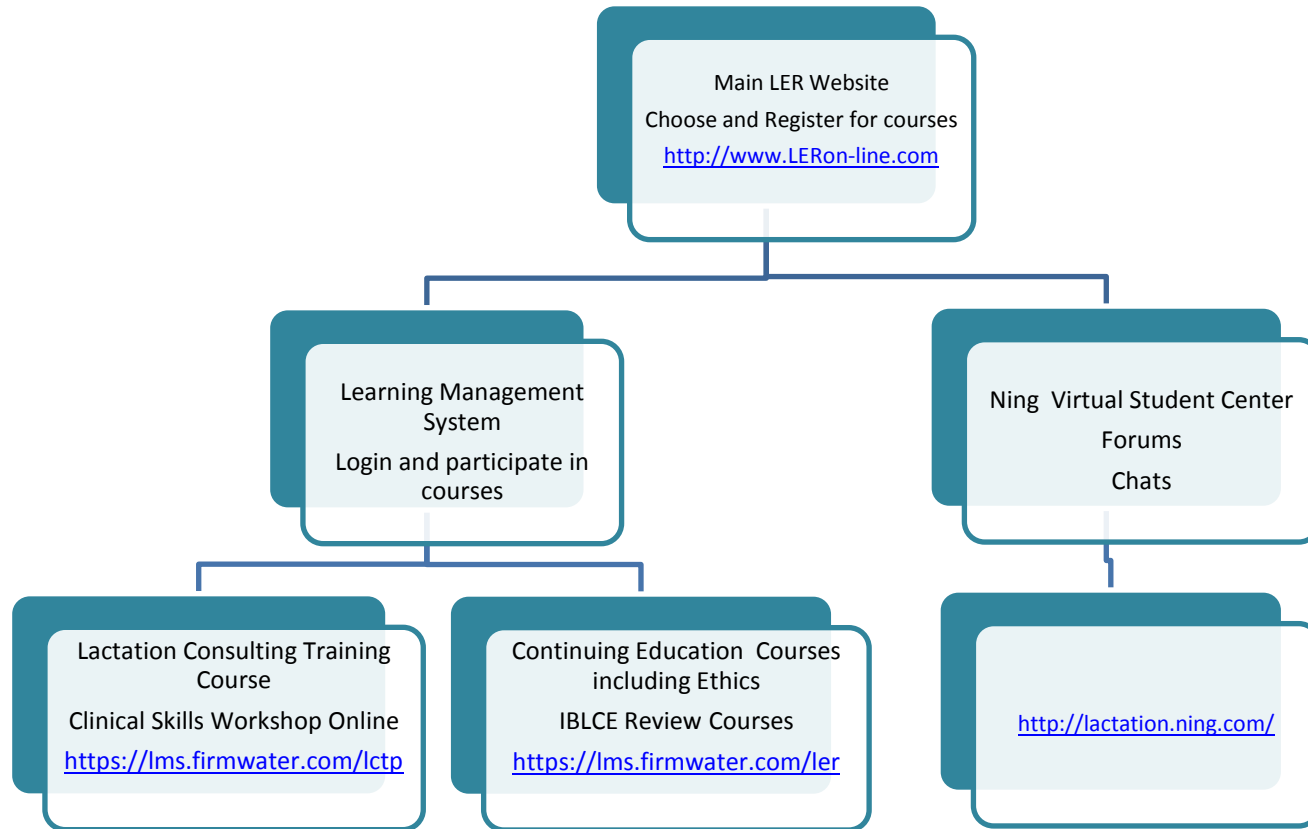 Main LER Website
Choose and Register for courses
http://www.LERon-line.com
Learning Management
System
Login and participate in
courses
Ning  Virtual Student Center
Forums
Chats
Lactation Consulting Training
Course
Clinical Skills Workshop Online
https://lms.firmwater.com/lctp
Continuing Education  Courses
including Ethics
IBLCE Review Courses
https://lms.firmwater.com/ler
http://lactation.ning.com/